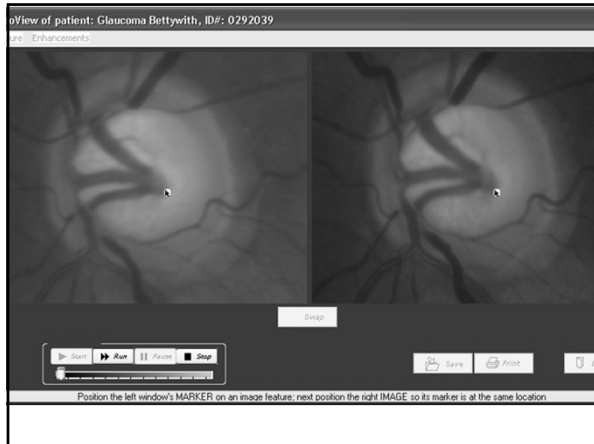 oView of patient: Glaucoma Bettywith, ID#: 0292039
ure Enhancements
Swap
Start Run Pause Stop
Save Print
Position the left window's MARKER on an image feature; next position the right IMAGE so its marker is at the same location